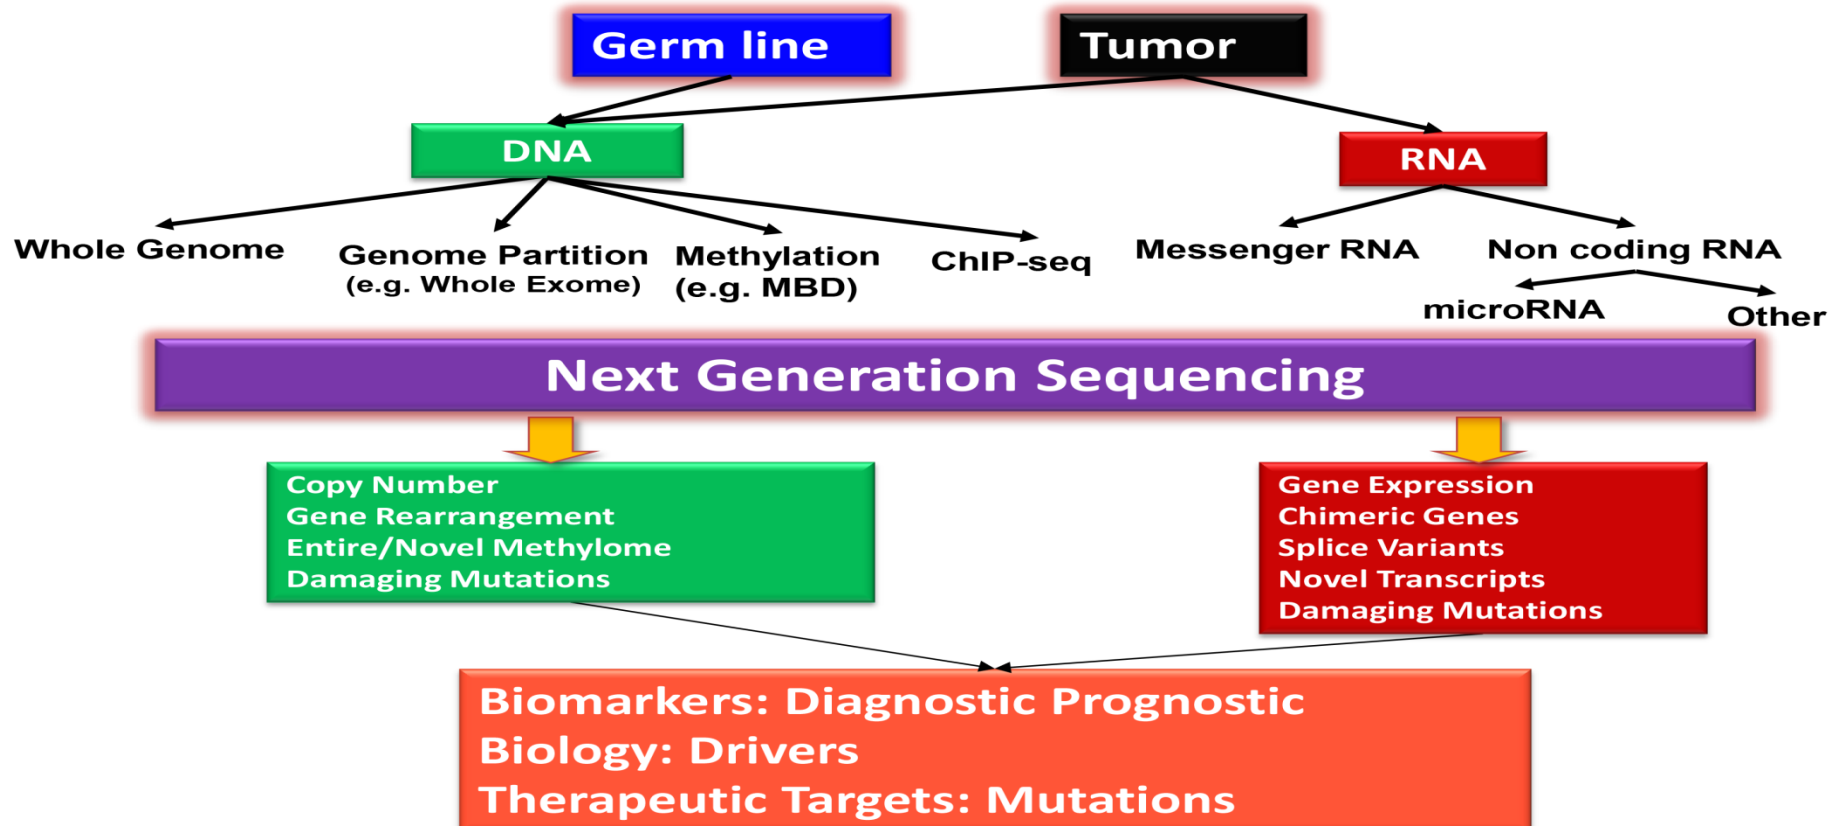 Germ line
Tumor
DNA
RNA
Whole Genome
Genome Partition
(e.g. Whole Exome)
Methylation
(e.g. MBD)
ChIP-seq
Messenger RNA
Non coding RNA
microRNA
Other
Next Generation Sequencing
Copy Number
Gene Rearrangement
Entire/Novel Methylome
Damaging Mutations
Gene Expression
Chimeric Genes
Splice Variants
Novel Transcripts
Damaging Mutations
Biomarkers: Diagnostic Prognostic
Biology: Drivers
Therapeutic Targets: Mutations